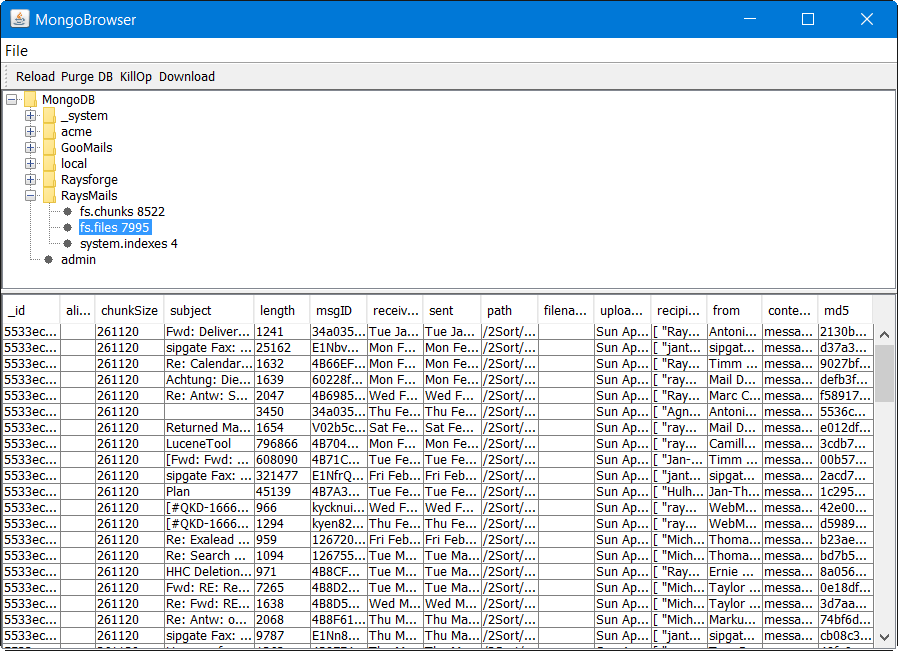 MongoBrowser
File
Reload Purge DB KillOp Download
MongoDB
_system
acme
GooMails
local
Raysforge
RaysMails
fs.chunks 8522
fs.files 7995
system.indexes 4
admin
_id ali... chunkSize subject length msgID receiv... sent path filena... uploa... recipi... from conte... md5
5533ec... 261120 Fwd: Deliver... 1241 34a035... Tue Ja... Tue Ja... /2Sort/... Sun Ap... [ "Ray... Antoni... messa... 2130b...
5533ec... 261120 sipgate Fax: ... 25162 E1Nbv... Mon F... Mon Fe... /2Sort/... Sun Ap... [ "jant... sipgat... messa... d37a3...
5533ec... 261120 Re: Calendar... 1632 4B66EF... Mon F... Mon Fe... /2Sort/... Sun Ap... [ "Ray... Timm ... messa... 9027bf...
5533ec... 261120 Achtung: Die... 1639 60228f... Mon F... Mon Fe... /2Sort/... Sun Ap... [ "ray... Mail D... messa... defb3f...
5533ec... 261120 Re: Antw: S... 2047 4B6985... Wed F... Wed F... /2Sort/... Sun Ap... [ "Ray... Marc C... messa... f58917...
5533ec... 261120 3450 34a035... Thu Fe... Thu Fe... /2Sort/... Sun Ap... [ "Agn... Antoni... messa... 5536c...
5533ec... 261120 Returned Ma... 1654 V02b5c... Sat Fe... Sat Fe... /2Sort/... Sun Ap... [ "ray... Mail D... messa... e012df...
5533ec... 261120 LuceneTool 796866 4B704... Mon F... Mon Fe... /2Sort/... Sun Ap... [ "ray... Camill... messa... 3cdb7...
5533ec... 261120 [Fwd: Fwd: ... 608090 4B71C... Tue Fe... Tue Fe... /2Sort/... Sun Ap... [ "Jan-... Timm ... messa... 00b57...
5533ec... 261120 sipgate Fax: ... 321477 E1NfrQ... Fri Feb... Fri Feb... /2Sort/... Sun Ap... [ "jant... sipgat... messa... 2acd7...
5533ec... 261120 Plan 45139 4B7A3... Tue Fe... Tue Fe... /2Sort/... Sun Ap... [ "Hulh... Jan-Th... messa... 1c295...
5533ec... 261120 [#QKD-1666... 966 kycknui... Wed F... Wed F... /2Sort/... Sun Ap... [ "ray... WebM... messa... 42e00...
5533ec... 261120 [#QKD-1666... 1294 kyen82... Thu Fe... Thu Fe... /2Sort/... Sun Ap... [ "ray... WebM... messa... d5989...
5533ec... 261120 Re: Exalead ... 959 126720... Fri Feb... Fri Feb... /2Sort/... Sun Ap... [ "Mich... Thoma... messa... b23ae...
5533ec... 261120 Re: Search ... 1094 126755... Tue M... Tue Ma... /2Sort/... Sun Ap... [ "Mich... Thoma... messa... bd7b5...
5533ec... 261120 HHC Deletion... 971 4B8CF... Tue M... Tue Ma... /2Sort/... Sun Ap... [ "Ray... Ernie ... messa... 8a056...
5533ec... 261120 Fwd: RE: Re... 7265 4B8D2... Tue M... Tue Ma... /2Sort/... Sun Ap... [ "Mich... Taylor ... messa... 0e18df...
5533ec... 261120 Re: Fwd: RE... 1638 4B8D5... Wed M... Wed M... /2Sort/... Sun Ap... [ "Mich... Taylor ... messa... 3d7aa...
5533ec... 261120 Re: Antw: o... 2068 4B8F61... Thu M... Thu Ma... /2Sort/... Sun Ap... [ "Mich... Marku... messa... 74bf6d...
5533ec... 261120 sipgate Fax: ... 9787 E1Nn8... Thu M... Thu Ma... /2Sort/... Sun Ap... [ "jant... sipgat... messa... cb08c3...